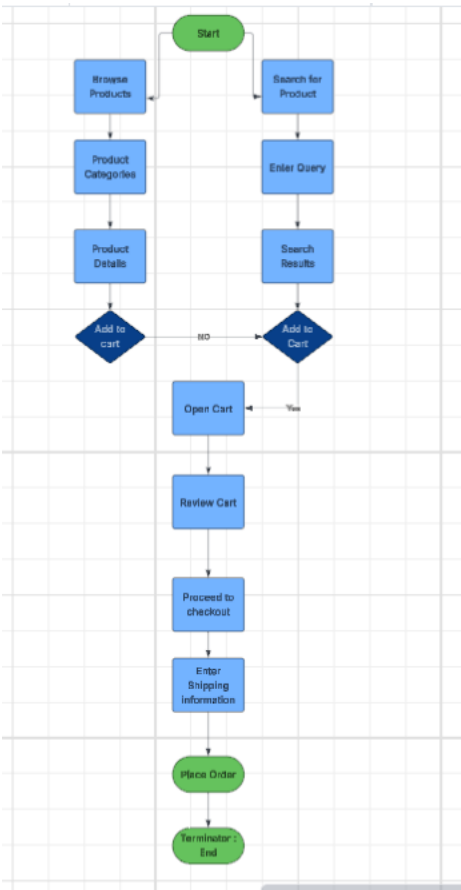 Start
Browse
Products
Search for
Product
Product
Categories
Enter Query
Product
Details
Search
Results
Add to
cart
NO
Add to
Cart
Open Cart
Yes
Review Cart
Proceed to
checkout
Enter
Shipping
information
Place Order
Terminator :
End